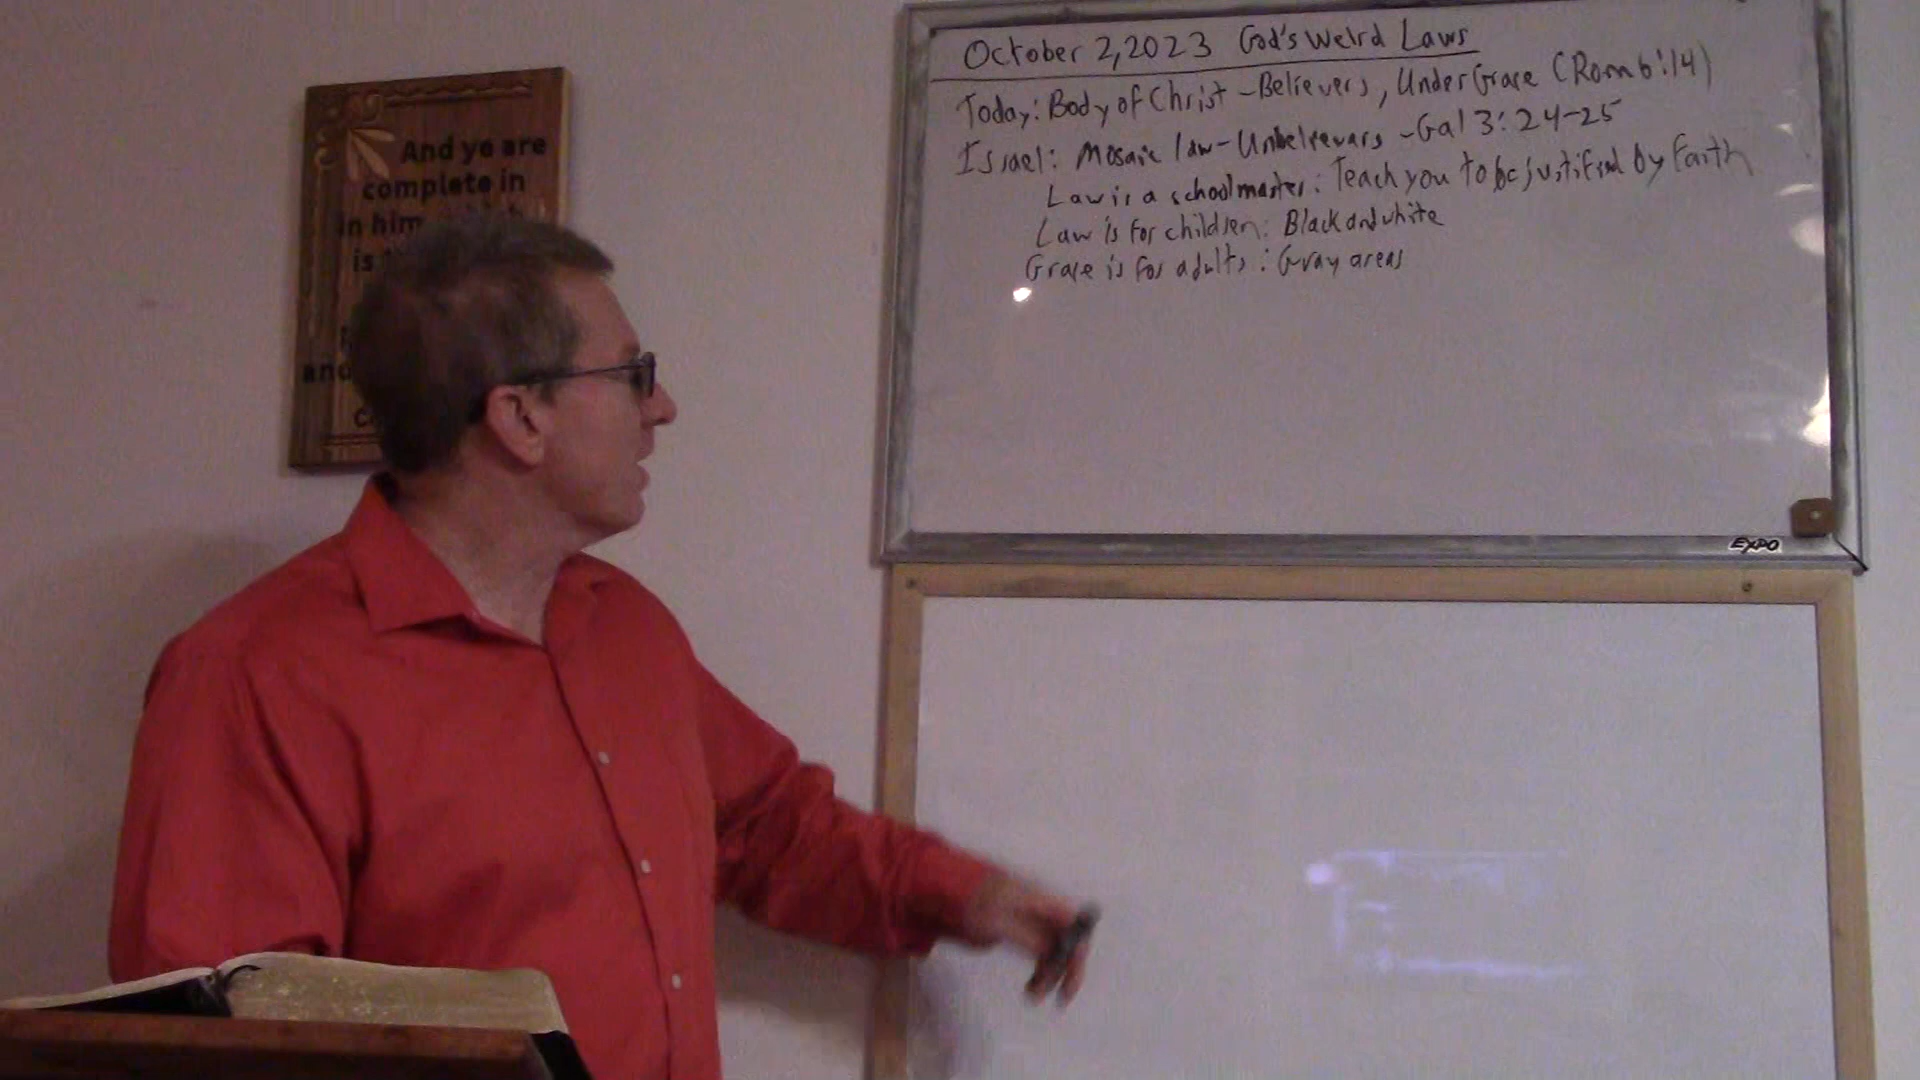 And ye are
complete in
in him
is
and
October 2, 2023 God's Weird Laws
Today: Body of Christ - Believers, Under Grace (Rom 6:14)
Israel: Mosaic law - Unbelievers - Gal 3:24-25
Law is a schoolmaster: Teach you to be justified by Faith
Law is for children: Black and white
Grace is for adults: Gray areas
EXPO